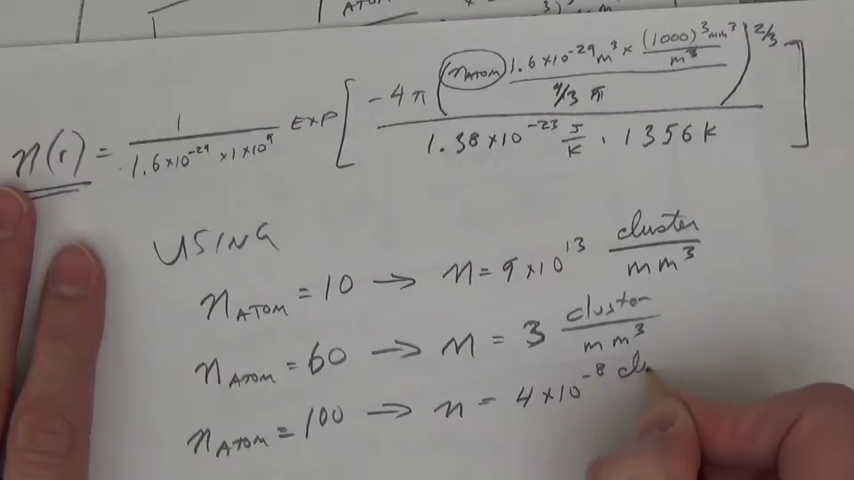 ATOM
n(r) = 1 / 1.6×10⁻²⁹ × 1×10⁹ EXP [ -4π ( n_ATOM 1.6×10⁻²⁹ m³ × (1000)³ mm³ / m³ / 4/3 π )^2/3 / 1.38×10⁻²³ J/K · 1356 K ]
USING
n_ATOM = 10 → n = 9×10¹³ cluster / mm³
n_ATOM = 60 → n = 3 cluster / mm³
n_ATOM = 100 → n = 4×10⁻⁸ clu